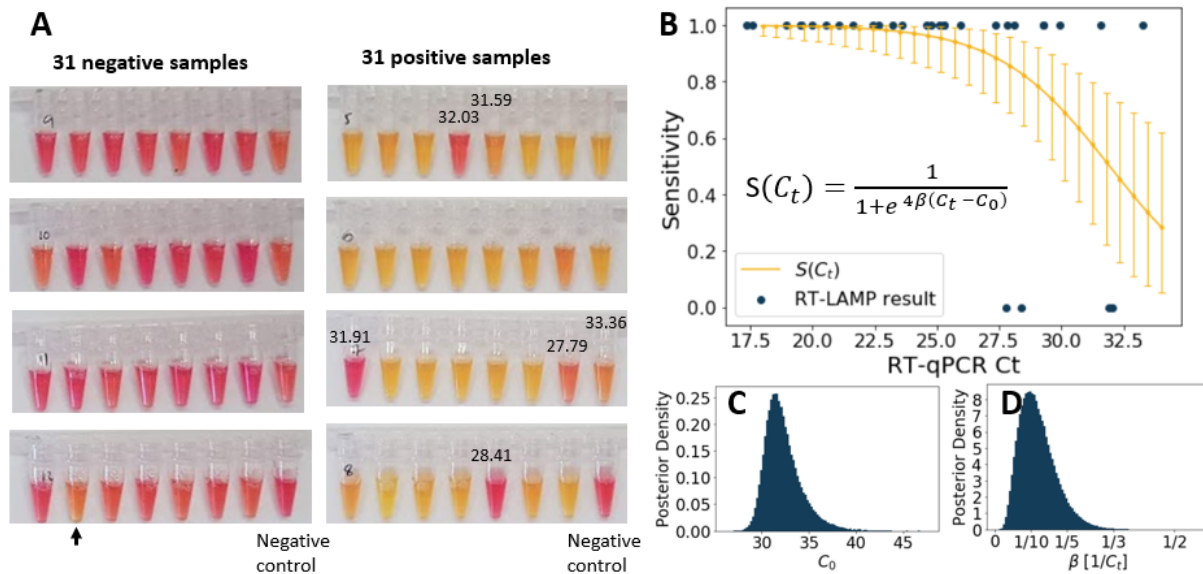 A
31 negative samples
31 positive samples
9
10
11
12
5
31.59
32.03
33.36
31.91
27.79
28.41
8
Negative
control
Negative
control
B
1.0
0.8
0.6
0.4
0.2
0.0
Sensitivity
S(Cₜ) = 1 / 1+e^{4β(Cₜ−C₀)}
S(Cₜ)
RT-LAMP result
17.5 20.0 22.5 25.0 27.5 30.0 32.5
RT-qPCR Ct
C
Posterior Density
0.25
0.20
0.15
0.10
0.05
0.00
30 35 40 45
C₀
D
Posterior Density
8
7
6
5
4
3
2
1
0
0 1/10 1/5 1/3 1/2
β [1/Cₜ]